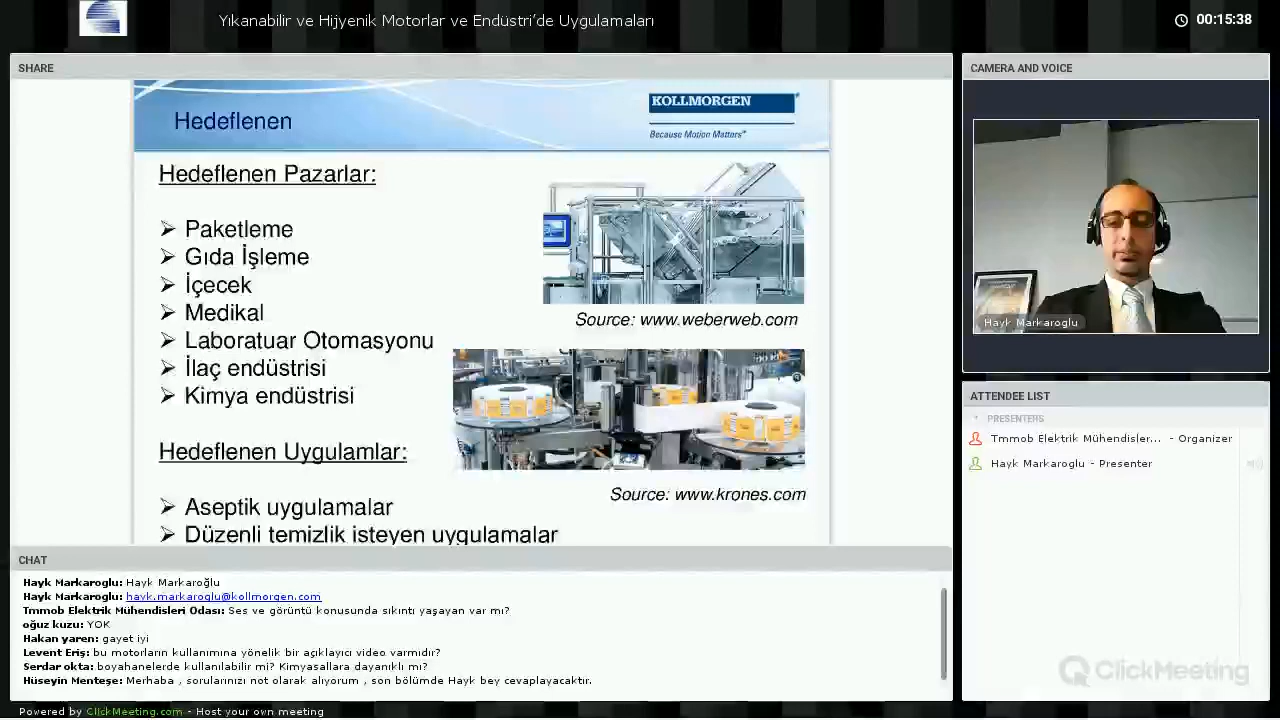 Yıkanabilir ve Hijyenik Motorlar ve Endüstri'de Uygulamaları
00:15:38
SHARE
Hedeflenen
KOLLMORGEN
Because Motion Matters™
Hedeflenen Pazarlar:
Paketleme
Gıda İşleme
İçecek
Medikal
Laboratuar Otomasyonu
İlaç endüstrisi
Kimya endüstrisi
Source: www.weberweb.com
Source: www.krones.com
Hedeflenen Uygulamlar:
Aseptik uygulamalar
Düzenli temizlik isteyen uygulamalar
CAMERA AND VOICE
Hayk Markaroglu
ATTENDEE LIST
PRESENTERS
Tmmob Elektrik Mühendisler... - Organizer
Hayk Markaroglu - Presenter
CHAT
Hayk Markaroglu: Hayk Markaroğlu
Hayk Markaroglu: hayk.markaroglu@kollmorgen.com
Tmmob Elektrik Mühendisleri Odası: Ses ve görüntü konusunda sıkıntı yaşayan var mı?
oğuz kuzu: YOK
Hakan yaren: gayet iyi
Levent Eriş: bu motorların kullanımına yönelik bir açıklayıcı video varmıdır?
Serdar okta: boyahanelerde kullanılabilir mi? Kimyasallara dayanıklı mı?
Hüseyin Menteşe: Merhaba , sorularınızı not olarak alıyorum , son bölümde Hayk bey cevaplayacaktır.
ClickMeeting
Powered by ClickMeeting.com - Host your own meeting